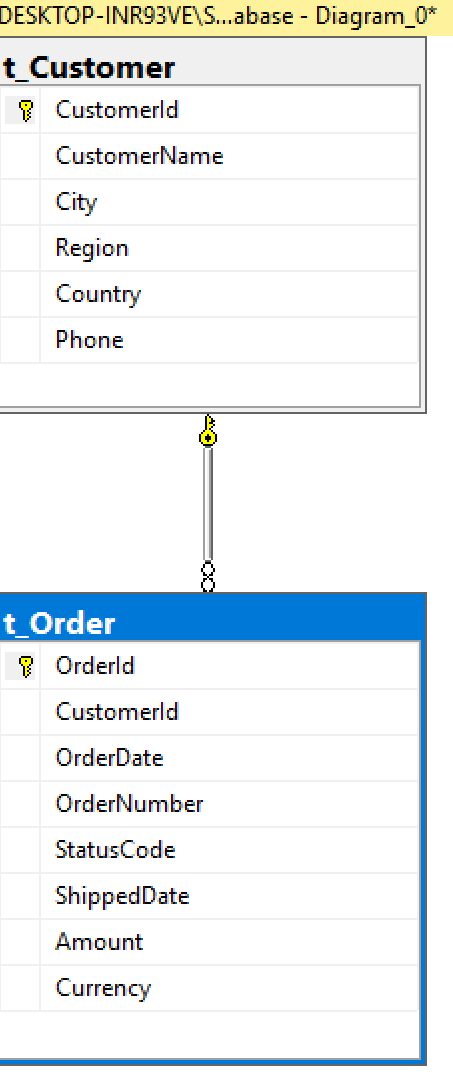 DESKTOP-INR93VE\S...abase - Diagram_0*
t_Customer
CustomerId
CustomerName
City
Region
Country
Phone
t_Order
OrderId
CustomerId
OrderDate
OrderNumber
StatusCode
ShippedDate
Amount
Currency